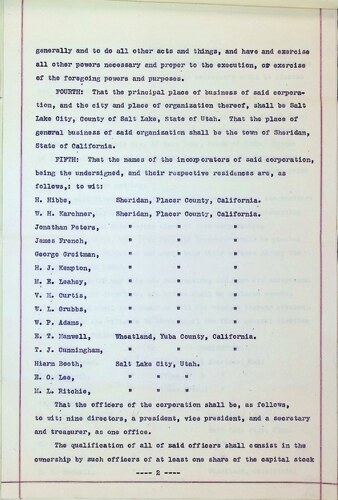 generally and to do all other acts and things, and have and exercise
all other powers necessary and proper to the execution, or exercise
of the foregoing powers and purposes.
FOURTH: That the principal place of business of said corpora-
tion, and the city and place of organization thereof, shall be Salt
Lake City, County of Salt Lake, State of Utah. That the place of
general business of said organization shall be the town of Sheridan,
State of California.
FIFTH: That the names of the incorporators of said corperation,
being the undersigned, and their respective residences are, as
follows,: to wit:
H. Hibbs, Sheridan, Placer County, California.
W. H. Karchner, Sheridan, Placer County, California.
Jonathan Peters, " " "
James French, " " "
George Greitman, " " "
H. J. Kempton, " " "
M. E. Leahey, " " "
V. M. Curtis, " " "
W. L. Grubbs, " " "
W. P. Adams, " " "
E. T. Manwell, Wheatland, Yuba County, California.
T. J. Cunningham, " " "
Hiarm Booth, Salt Lake City, Utah.
E. O. Lee, " " "
M. L. Ritchie, " " "
That the officers of the corporation shall be, as follows,
to wit: nine directors, a president, vice president, and a secretary
and treasurer, as one office.
The qualification of all of said officers shall consist in the
ownership by such officers of at least one share of the capital stock
---- 2 ----